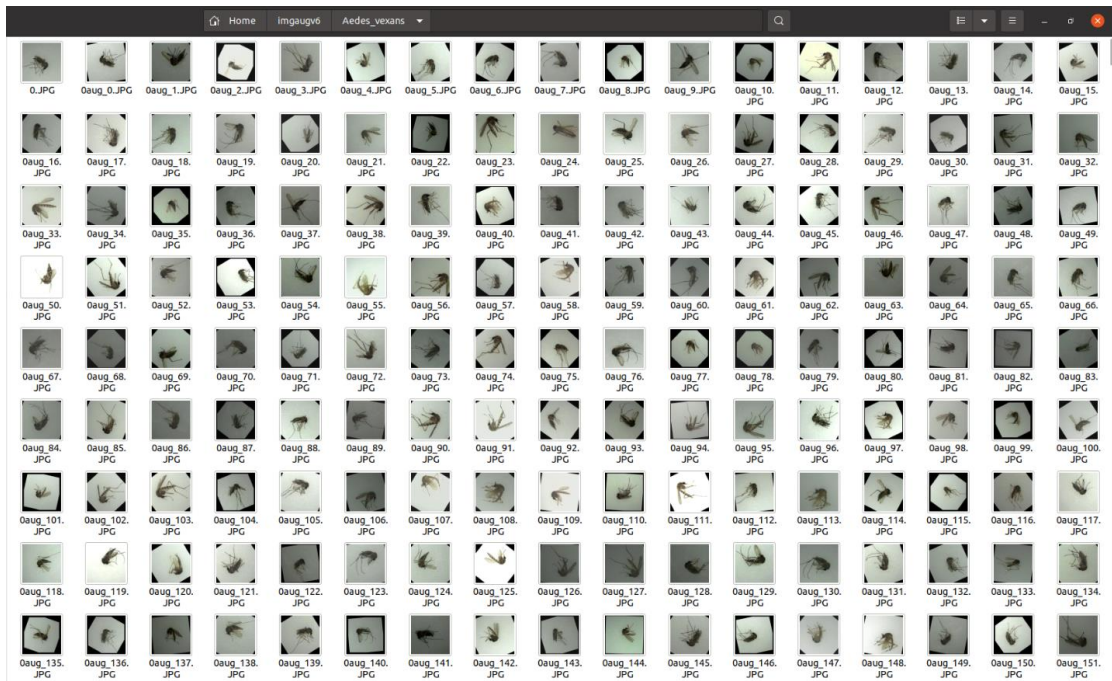 Home imgaugv6 Aedes_vexans
0.JPG 0aug_0.JPG 0aug_1.JPG 0aug_2.JPG 0aug_3.JPG 0aug_4.JPG 0aug_5.JPG 0aug_6.JPG 0aug_7.JPG 0aug_8.JPG 0aug_9.JPG 0aug_10. 0aug_11. 0aug_12. 0aug_13. 0aug_14. 0aug_15.
JPG JPG JPG JPG JPG JPG
0aug_16. 0aug_17. 0aug_18. 0aug_19. 0aug_20. 0aug_21. 0aug_22. 0aug_23. 0aug_24. 0aug_25. 0aug_26. 0aug_27. 0aug_28. 0aug_29. 0aug_30. 0aug_31. 0aug_32.
JPG JPG JPG JPG JPG JPG JPG JPG JPG JPG JPG JPG JPG JPG JPG JPG JPG
0aug_33. 0aug_34. 0aug_35. 0aug_36. 0aug_37. 0aug_38. 0aug_39. 0aug_40. 0aug_41. 0aug_42. 0aug_43. 0aug_44. 0aug_45. 0aug_46. 0aug_47. 0aug_48. 0aug_49.
JPG JPG JPG JPG JPG JPG JPG JPG JPG JPG JPG JPG JPG JPG JPG JPG JPG
0aug_50. 0aug_51. 0aug_52. 0aug_53. 0aug_54. 0aug_55. 0aug_56. 0aug_57. 0aug_58. 0aug_59. 0aug_60. 0aug_61. 0aug_62. 0aug_63. 0aug_64. 0aug_65. 0aug_66.
JPG JPG JPG JPG JPG JPG JPG JPG JPG JPG JPG JPG JPG JPG JPG JPG JPG
0aug_67. 0aug_68. 0aug_69. 0aug_70. 0aug_71. 0aug_72. 0aug_73. 0aug_74. 0aug_75. 0aug_76. 0aug_77. 0aug_78. 0aug_79. 0aug_80. 0aug_81. 0aug_82. 0aug_83.
JPG JPG JPG JPG JPG JPG JPG JPG JPG JPG JPG JPG JPG JPG JPG JPG JPG
0aug_84. 0aug_85. 0aug_86. 0aug_87. 0aug_88. 0aug_89. 0aug_90. 0aug_91. 0aug_92. 0aug_93. 0aug_94. 0aug_95. 0aug_96. 0aug_97. 0aug_98. 0aug_99. 0aug_100.
JPG JPG JPG JPG JPG JPG JPG JPG JPG JPG JPG JPG JPG JPG JPG JPG JPG
0aug_101. 0aug_102. 0aug_103. 0aug_104. 0aug_105. 0aug_106. 0aug_107. 0aug_108. 0aug_109. 0aug_110. 0aug_111. 0aug_112. 0aug_113. 0aug_114. 0aug_115. 0aug_116. 0aug_117.
JPG JPG JPG JPG JPG JPG JPG JPG JPG JPG JPG JPG JPG JPG JPG JPG JPG
0aug_118. 0aug_119. 0aug_120. 0aug_121. 0aug_122. 0aug_123. 0aug_124. 0aug_125. 0aug_126. 0aug_127. 0aug_128. 0aug_129. 0aug_130. 0aug_131. 0aug_132. 0aug_133. 0aug_134.
JPG JPG JPG JPG JPG JPG JPG JPG JPG JPG JPG JPG JPG JPG JPG JPG JPG
0aug_135. 0aug_136. 0aug_137. 0aug_138. 0aug_139. 0aug_140. 0aug_141. 0aug_142. 0aug_143. 0aug_144. 0aug_145. 0aug_146. 0aug_147. 0aug_148. 0aug_149. 0aug_150. 0aug_151.
JPG JPG JPG JPG JPG JPG JPG JPG JPG JPG JPG JPG JPG JPG JPG JPG JPG